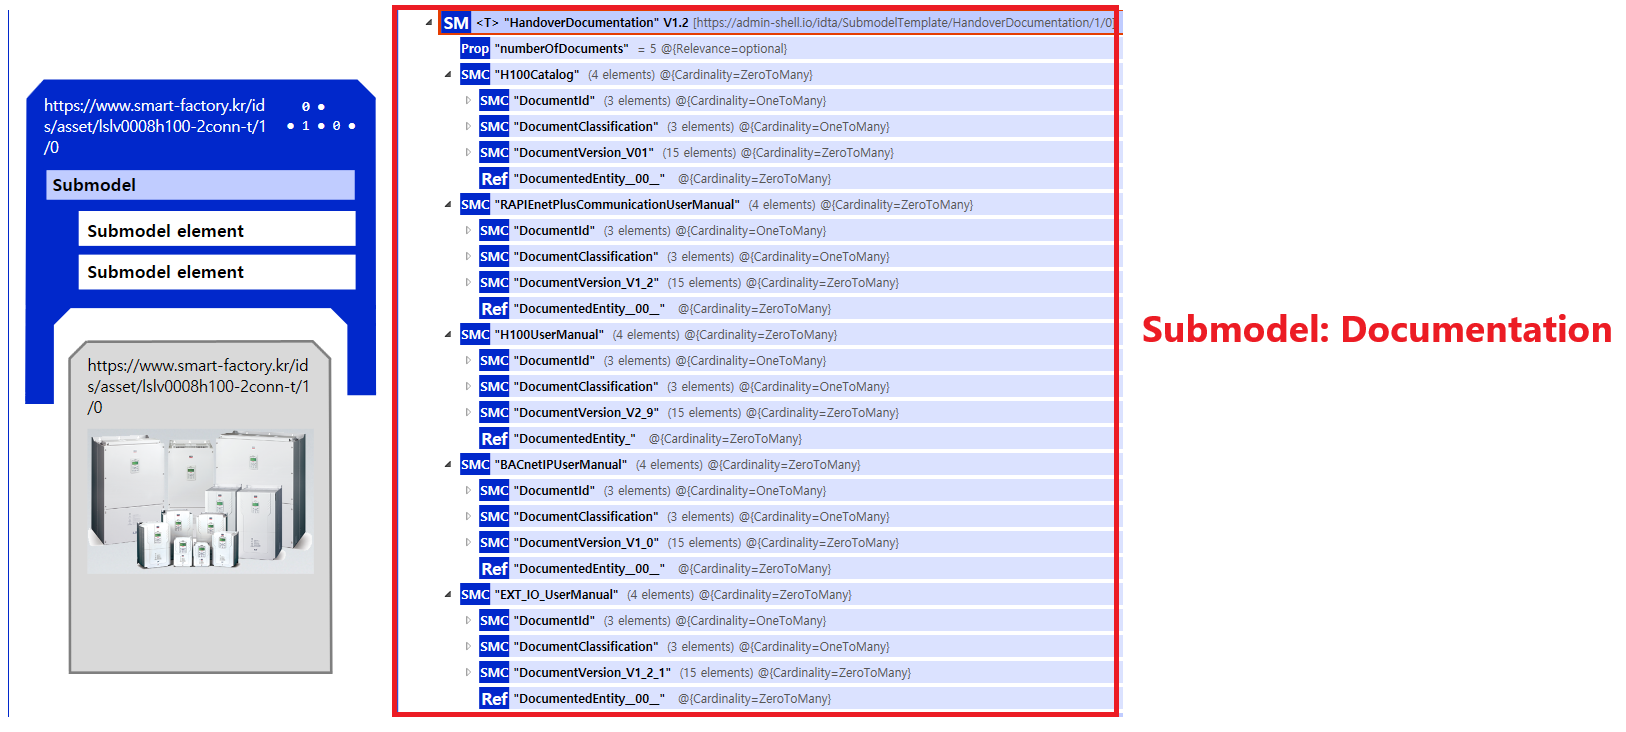 https://www.smart-factory.kr/id
s/asset/lslv0008h100-2conn-t/1
/0
0 •
• 1 • 0 •
Submodel
Submodel element
Submodel element
https://www.smart-factory.kr/id
s/asset/lslv0008h100-2conn-t/1
/0
SM <T> "HandoverDocumentation" V1.2 [https://admin-shell.io/idta/SubmodelTemplate/HandoverDocumentation/1/0]
Prop "numberOfDocuments" = 5 @{Relevance=optional}
SMC "H100Catalog" (4 elements) @{Cardinality=ZeroToMany}
SMC "DocumentId" (3 elements) @{Cardinality=OneToMany}
SMC "DocumentClassification" (3 elements) @{Cardinality=OneToMany}
SMC "DocumentVersion_V01" (15 elements) @{Cardinality=ZeroToMany}
Ref "DocumentedEntity__00__" @{Cardinality=ZeroToMany}
SMC "RAPIEnetPlusCommunicationUserManual" (4 elements) @{Cardinality=ZeroToMany}
SMC "DocumentId" (3 elements) @{Cardinality=OneToMany}
SMC "DocumentClassification" (3 elements) @{Cardinality=OneToMany}
SMC "DocumentVersion_V1_2" (15 elements) @{Cardinality=ZeroToMany}
Ref "DocumentedEntity__00__" @{Cardinality=ZeroToMany}
SMC "H100UserManual" (4 elements) @{Cardinality=ZeroToMany}
SMC "DocumentId" (3 elements) @{Cardinality=OneToMany}
SMC "DocumentClassification" (3 elements) @{Cardinality=OneToMany}
SMC "DocumentVersion_V2_9" (15 elements) @{Cardinality=ZeroToMany}
Ref "DocumentedEntity_" @{Cardinality=ZeroToMany}
SMC "BACnetIPUserManual" (4 elements) @{Cardinality=ZeroToMany}
SMC "DocumentId" (3 elements) @{Cardinality=OneToMany}
SMC "DocumentClassification" (3 elements) @{Cardinality=OneToMany}
SMC "DocumentVersion_V1_0" (15 elements) @{Cardinality=ZeroToMany}
Ref "DocumentedEntity__00__" @{Cardinality=ZeroToMany}
SMC "EXT_IO_UserManual" (4 elements) @{Cardinality=ZeroToMany}
SMC "DocumentId" (3 elements) @{Cardinality=OneToMany}
SMC "DocumentClassification" (3 elements) @{Cardinality=OneToMany}
SMC "DocumentVersion_V1_2_1" (15 elements) @{Cardinality=ZeroToMany}
Ref "DocumentedEntity__00__" @{Cardinality=ZeroToMany}
Submodel: Documentation